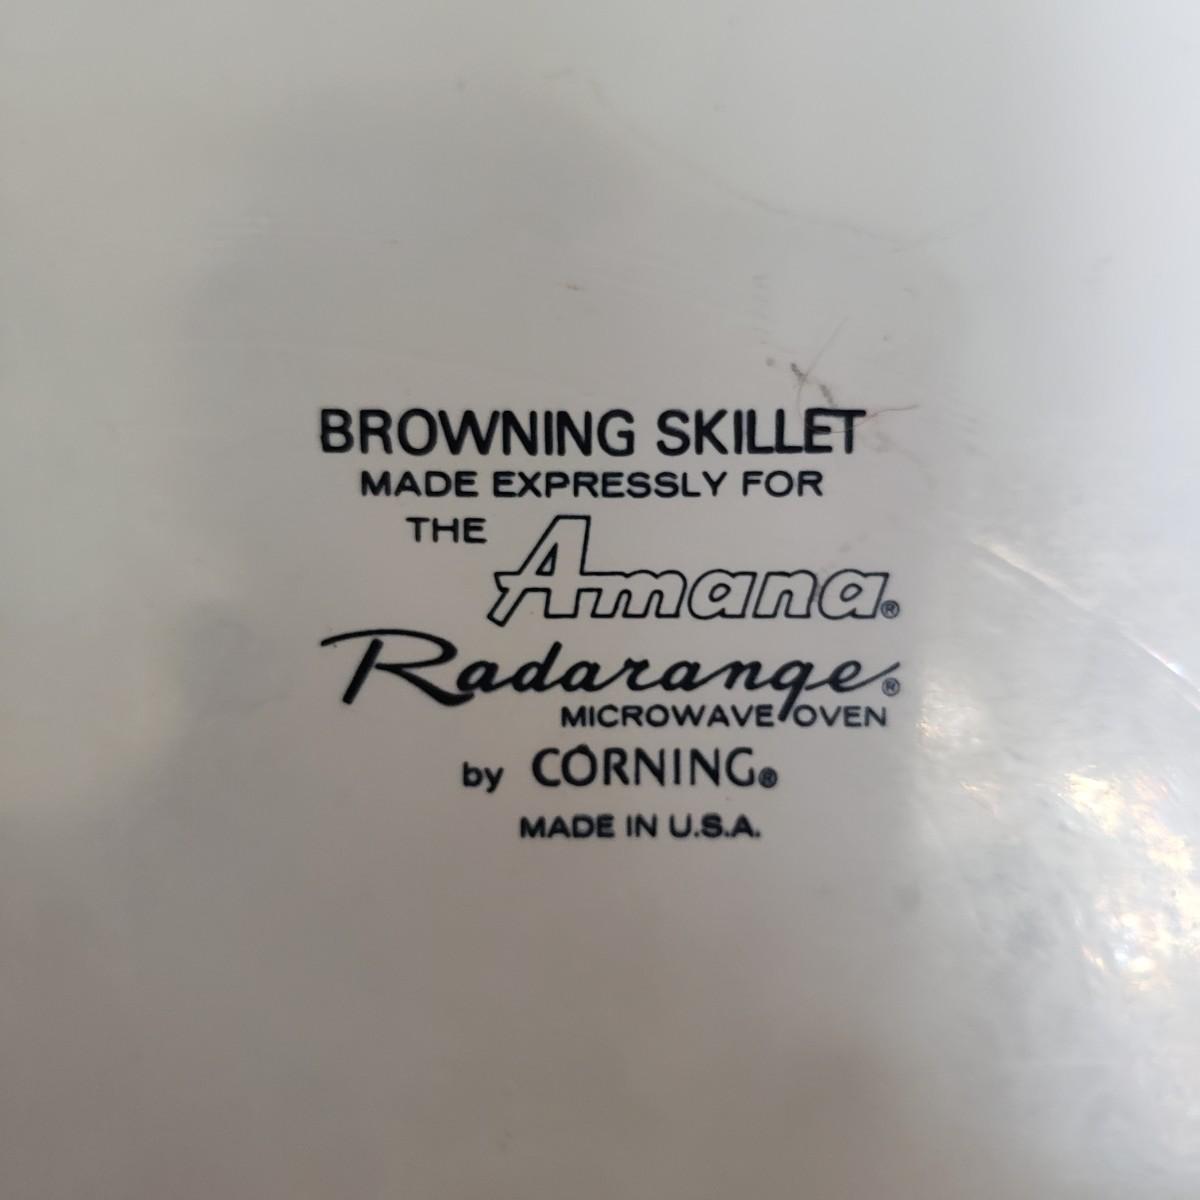 BROWNING SKILLET
MADE EXPRESSLY FOR
THE Amana®
Radarange®
MICROWAVE OVEN
by CORNING®
MADE IN U.S.A.